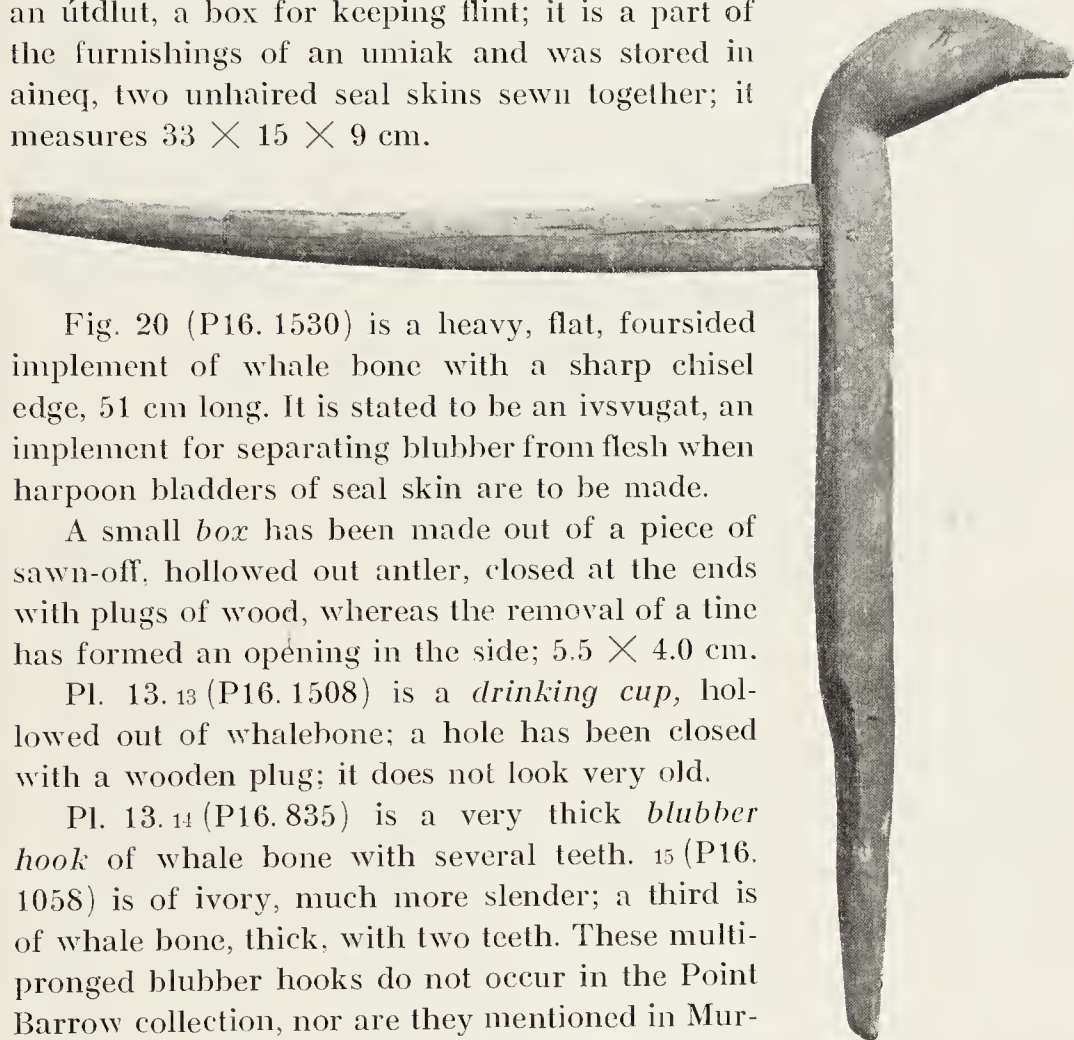 an útdlut, a box for keeping flint; it is a part of
the furnishings of an umiak and was stored in
aineq, two unhaired seal skins sewn together; it
measures 33 × 15 × 9 cm.
Fig. 20 (P16. 1530) is a heavy, flat, foursided
implement of whale bone with a sharp chisel
edge, 51 cm long. It is stated to be an ivsvugat, an
implement for separating blubber from flesh when
harpoon bladders of seal skin are to be made.
A small box has been made out of a piece of
sawn-off, hollowed out antler, closed at the ends
with plugs of wood, whereas the removal of a tine
has formed an opening in the side; 5.5 × 4.0 cm.
Pl. 13. 13 (P16. 1508) is a drinking cup, hol-
lowed out of whalebone; a hole has been closed
with a wooden plug; it does not look very old.
Pl. 13. 14 (P16. 835) is a very thick blubber
hook of whale bone with several teeth. 15 (P16.
1058) is of ivory, much more slender; a third is
of whale bone, thick, with two teeth. These multi-
pronged blubber hooks do not occur in the Point
Barrow collection, nor are they mentioned in Mur-